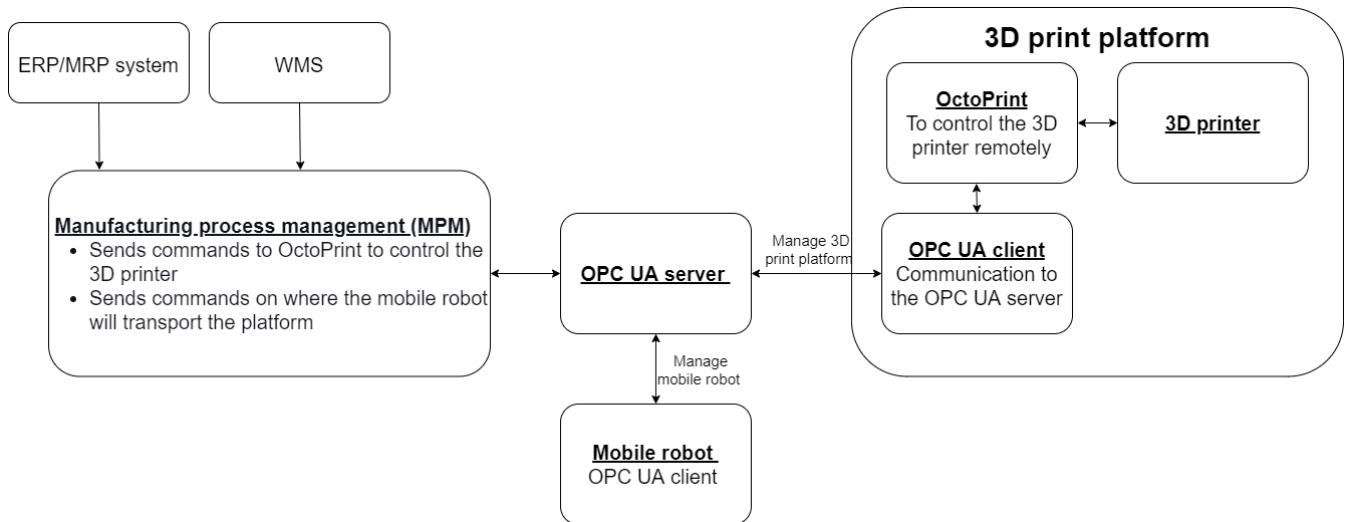 ERP/MRP system
WMS
3D print platform
OctoPrint
To control the 3D
printer remotely
3D printer
Manufacturing process management (MPM)
• Sends commands to OctoPrint to control the
3D printer
• Sends commands on where the mobile robot
will transport the platform
OPC UA server
Manage 3D
print platform
OPC UA client
Communication to
the OPC UA server
Manage
mobile robot
Mobile robot
OPC UA client